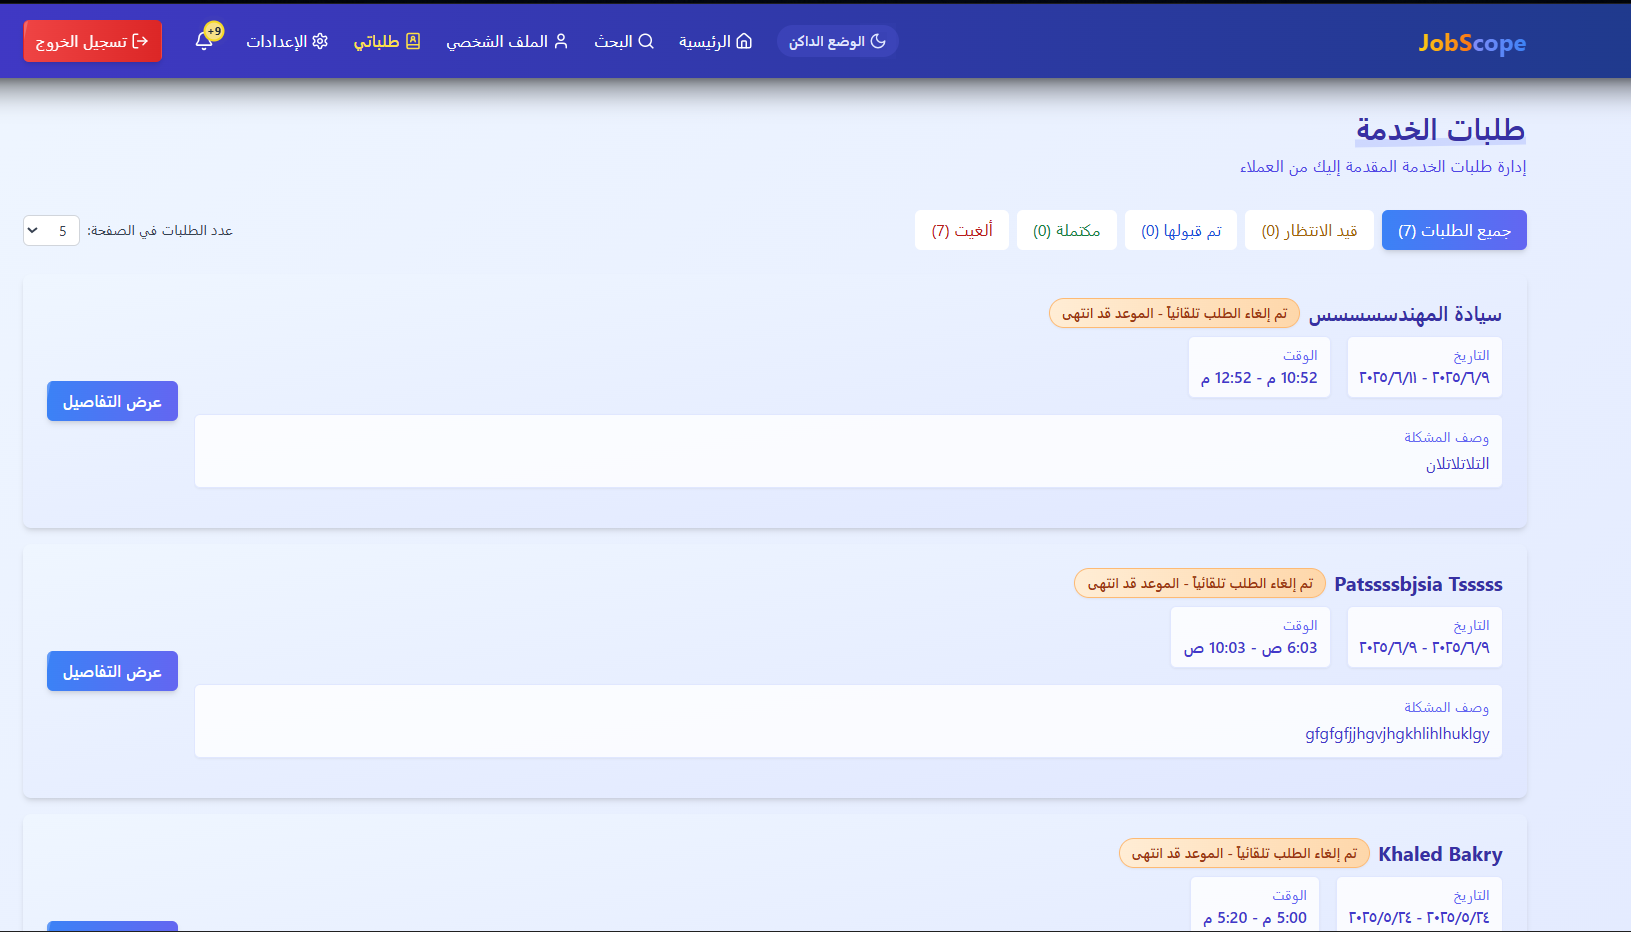 JobScope
الوضع الداكن
الرئيسية
البحث
الملف الشخصي
طلباتي
الإعدادات
+9
تسجيل الخروج
طلبات الخدمة
إدارة طلبات الخدمة المقدمة إليك من العملاء
جميع الطلبات (7)
قيد الانتظار (0)
تم قبولها (0)
مكتملة (0)
ألغيت (7)
عدد الطلبات في الصفحة:
5
سيادة المهندسسسسس
تم إلغاء الطلب تلقائياً - الموعد قد انتهى
التاريخ
٢٠٢٥/٦/٩ - ٢٠٢٥/٦/١١
الوقت
10:52 م - 12:52 م
وصف المشكلة
التلاتلاتلان
عرض التفاصيل
Patssssbjsia Tsssss
تم إلغاء الطلب تلقائياً - الموعد قد انتهى
التاريخ
٢٠٢٥/٦/٩ - ٢٠٢٥/٦/٩
الوقت
6:03 ص - 10:03 ص
وصف المشكلة
gfgfgfjjhgvjhgkhlihlhuklgy
عرض التفاصيل
Khaled Bakry
تم إلغاء الطلب تلقائياً - الموعد قد انتهى
التاريخ
٢٠٢٥/٥/٢٤ - ٢٠٢٥/٥/٢٤
الوقت
5:00 م - 5:20 م